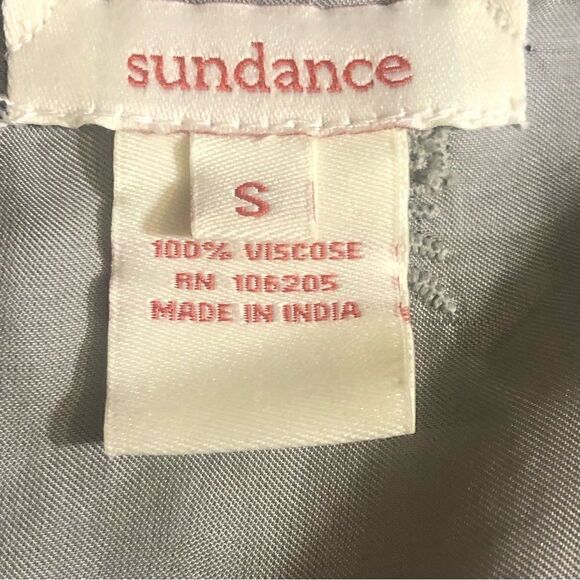 sundance
S
100% VISCOSE
RN 106205
MADE IN INDIA